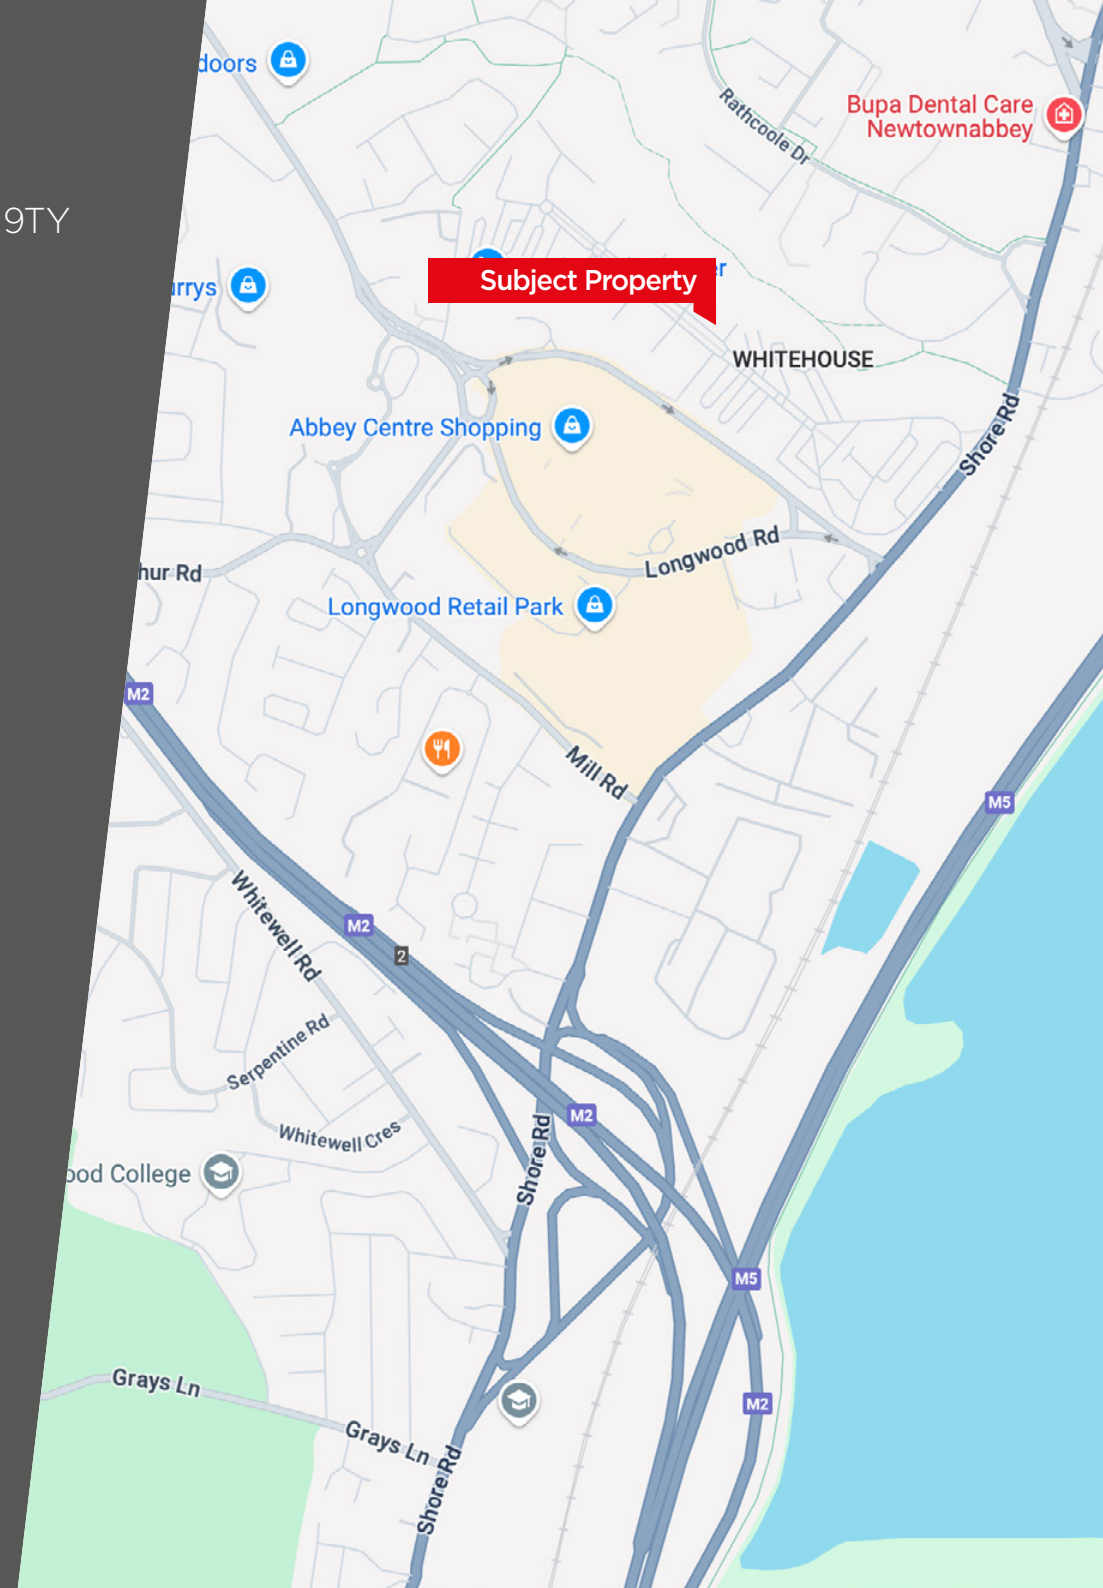 doors
Bupa Dental Care
Newtownabbey
Rathcoole Dr
9TY
Subject Property
er
irrys
WHITEHOUSE
Shore Rd
Abbey Centre Shopping
Longwood Rd
hur Rd
Longwood Retail Park
M2
Mill Rd
M5
Whitewell Rd
M2
2
Serpentine Rd
M2
Whitewell Cres
Shore Rd
ood College
M5
Grays Ln
M2
Grays Ln
Shore Rd